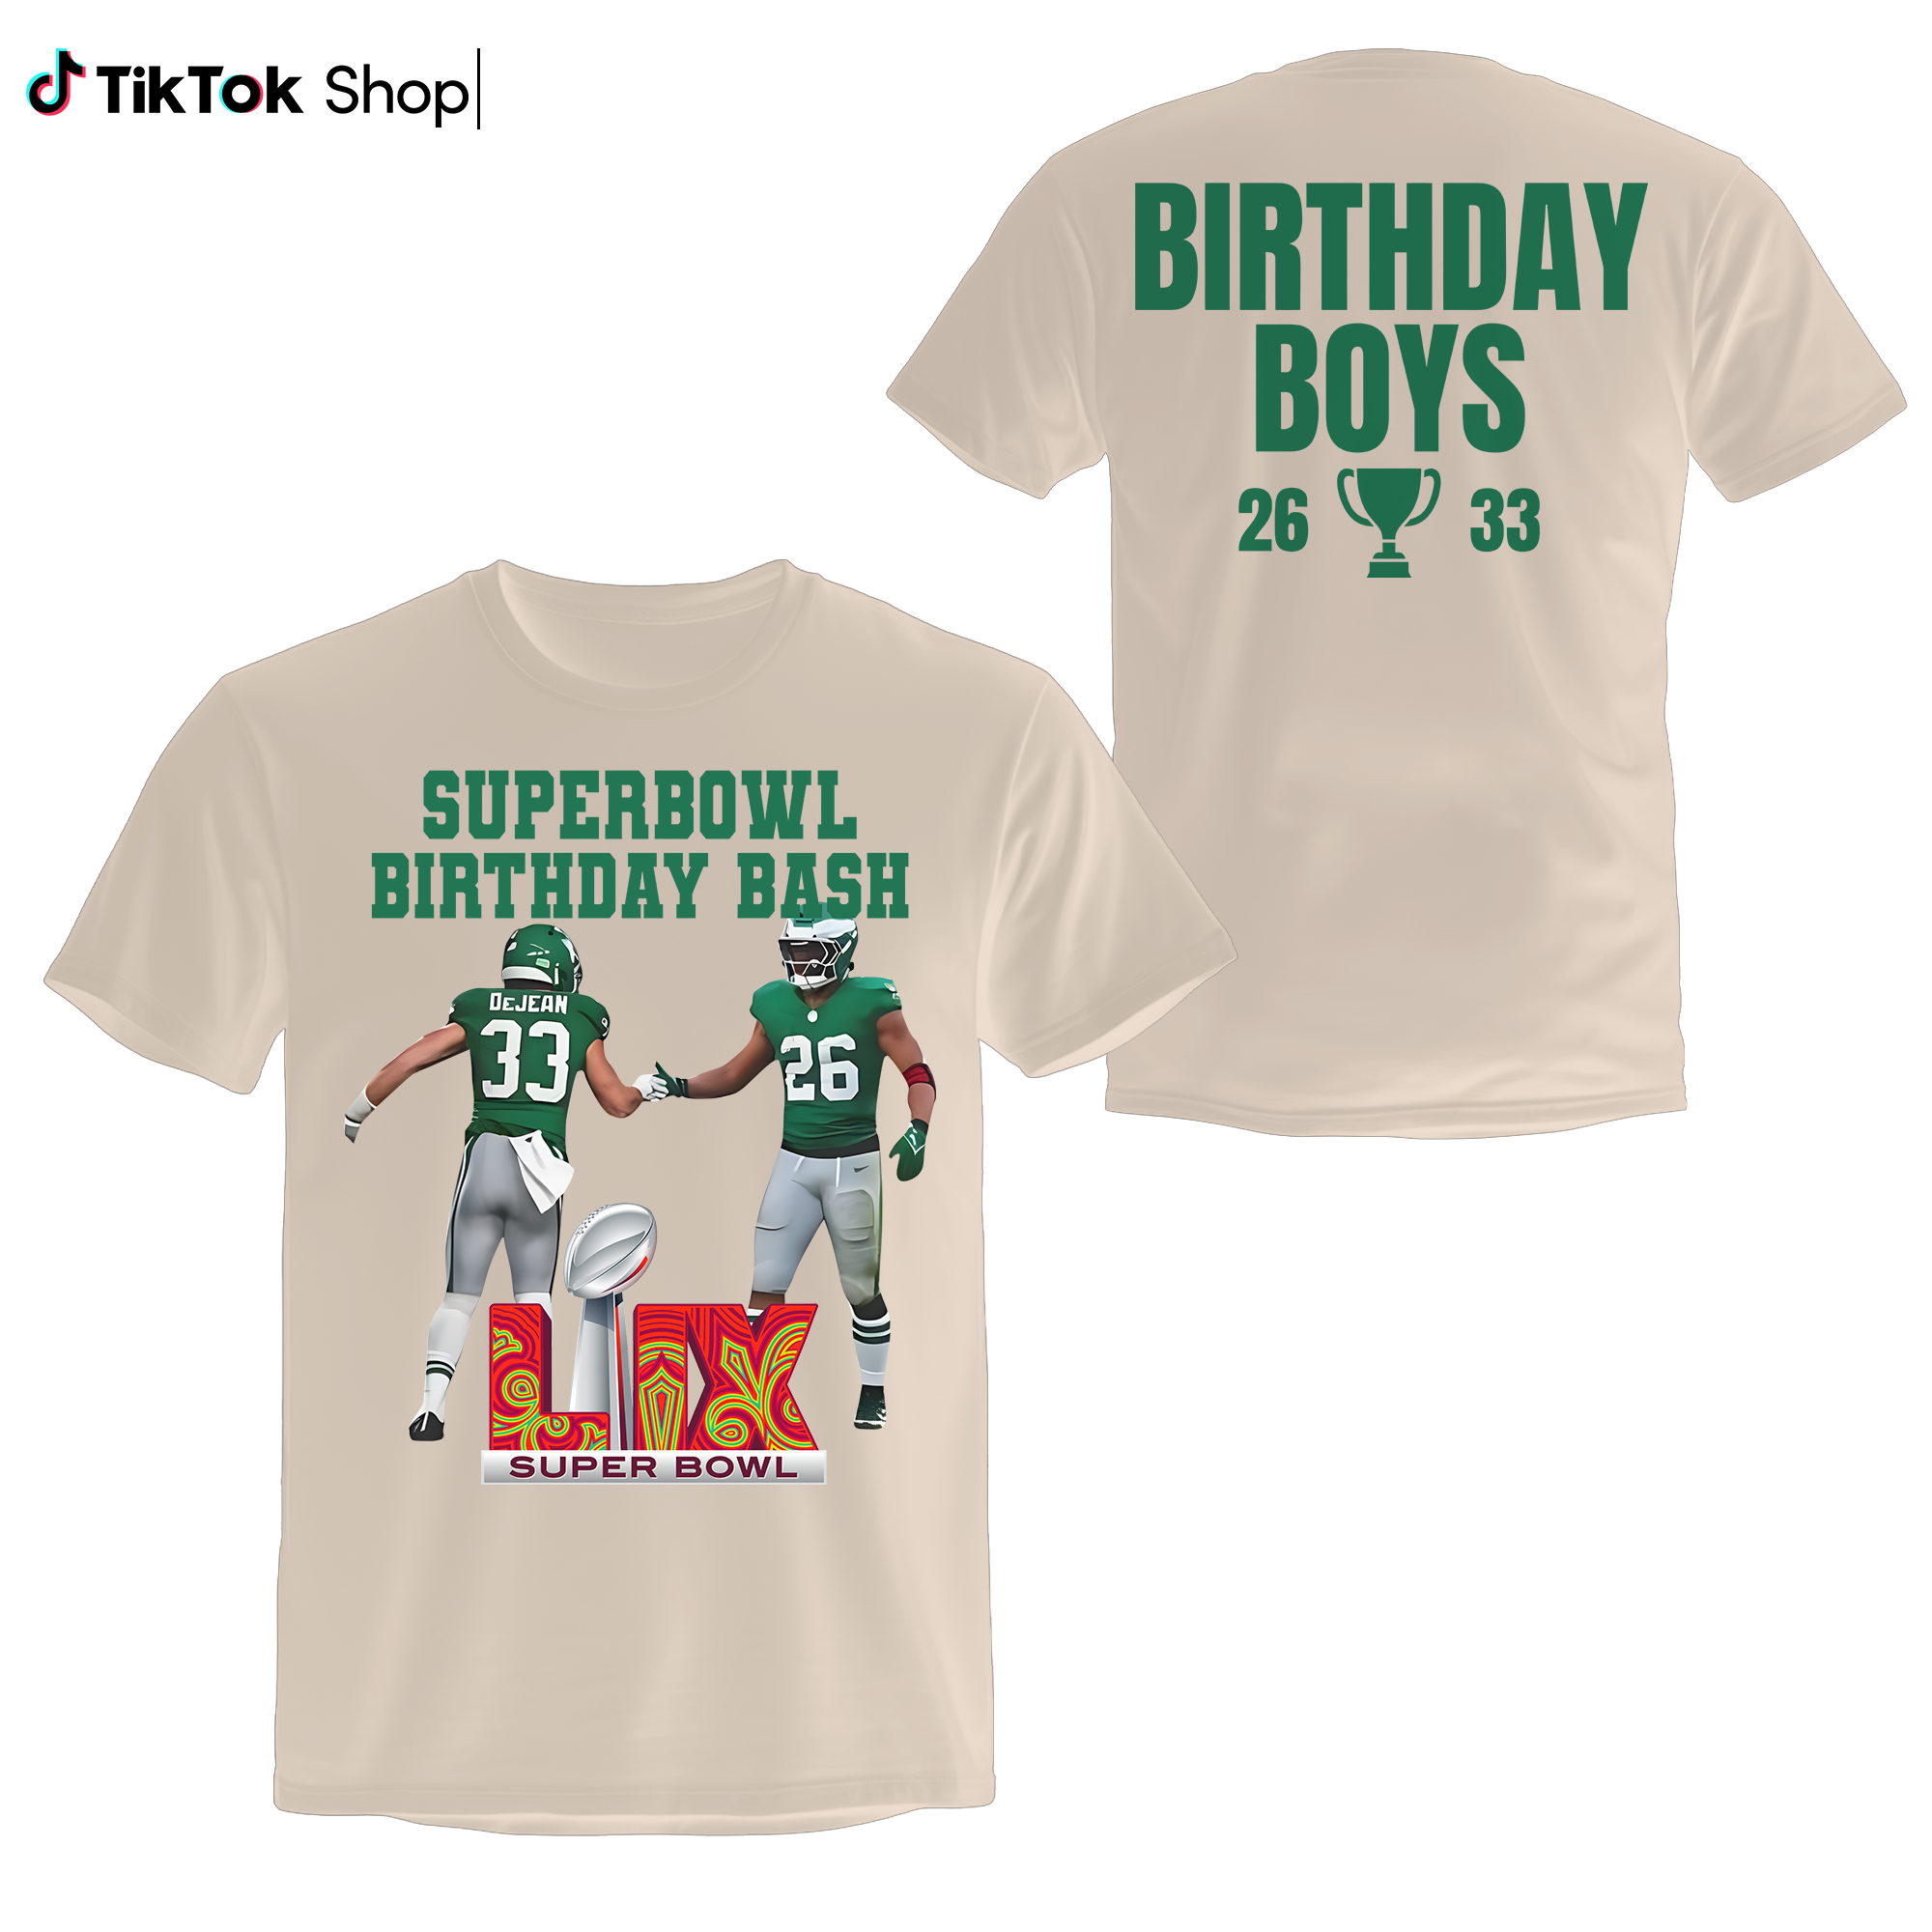 TikTok Shop
BIRTHDAY
BOYS
26 33
SUPERBOWL
BIRTHDAY BASH
DeJEAN
33
26
LIX
SUPER BOWL